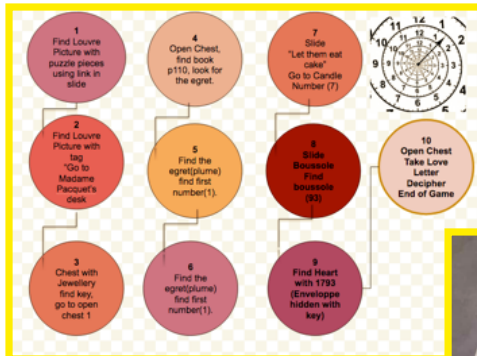 1
Find Louvre
Picture with
puzzle pieces
using link in
slide
2
Find Louvre
Picture with
tag
"Go to
Madame
Pacquet's
desk
3
Chest with
Jewellery
find key,
go to open
chest 1
4
Open Chest,
find book
p110, look for
the egret.
5
Find the
egret(plume)
find first
number(1).
6
Find the
egret(plume)
find first
number(1).
7
Slide
"Let them eat
cake"
Go to Candle
Number (7)
8
Slide
Boussole
Find
boussole
(93)
9
Find Heart
with 1793
(Enveloppe
hidden with
key)
10
Open Chest
Take Love
Letter
Decipher
End of Game